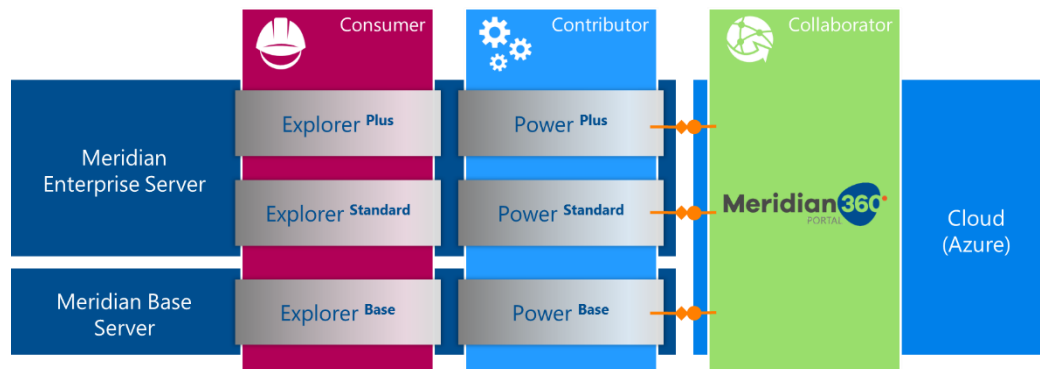 Consumer
Contributor
Collaborator
Explorer Plus
Power Plus
Meridian
Enterprise Server
Explorer Standard
Power Standard
Meridian360
PORTAL
Cloud
(Azure)
Meridian Base
Server
Explorer Base
Power Base